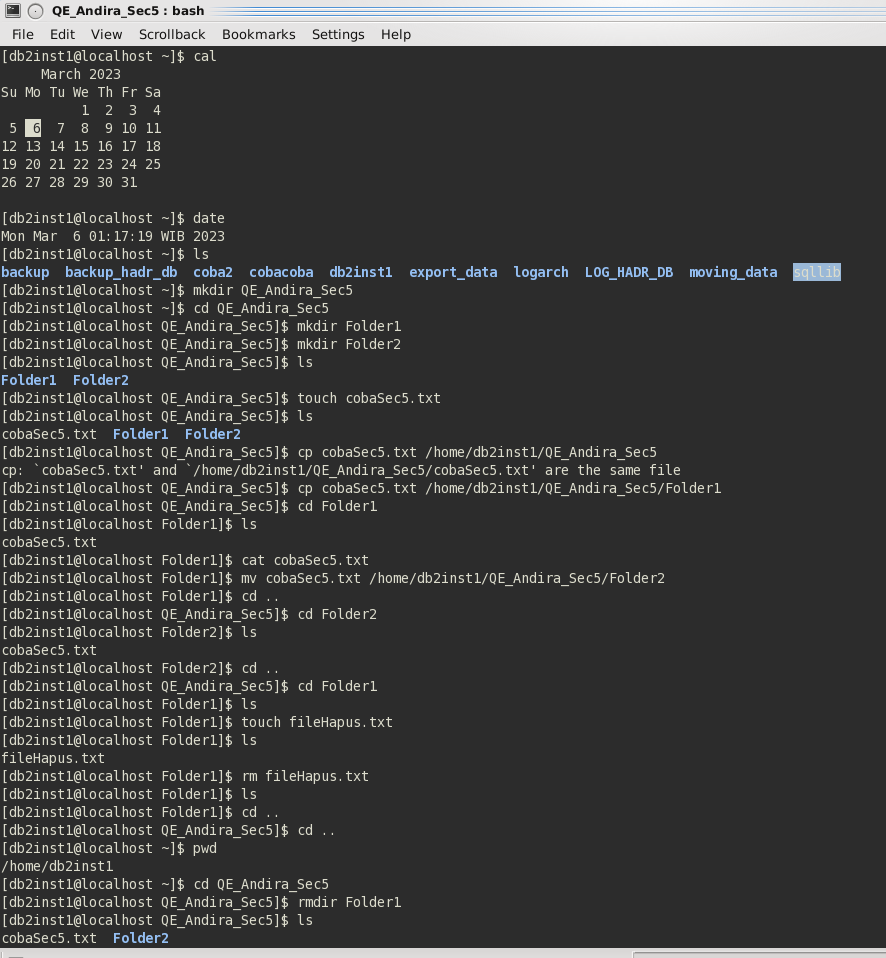 QE_Andira_Sec5 : bash
File Edit View Scrollback Bookmarks Settings Help
[db2inst1@localhost ~]$ cal
     March 2023
Su Mo Tu We Th Fr Sa
          1  2  3  4
 5  6  7  8  9 10 11
12 13 14 15 16 17 18
19 20 21 22 23 24 25
26 27 28 29 30 31
[db2inst1@localhost ~]$ date
Mon Mar  6 01:17:19 WIB 2023
[db2inst1@localhost ~]$ ls
backup  backup_hadr_db  coba2  cobacoba  db2inst1  export_data  logarch  LOG_HADR_DB  moving_data  sqllib
[db2inst1@localhost ~]$ mkdir QE_Andira_Sec5
[db2inst1@localhost ~]$ cd QE_Andira_Sec5
[db2inst1@localhost QE_Andira_Sec5]$ mkdir Folder1
[db2inst1@localhost QE_Andira_Sec5]$ mkdir Folder2
[db2inst1@localhost QE_Andira_Sec5]$ ls
Folder1  Folder2
[db2inst1@localhost QE_Andira_Sec5]$ touch cobaSec5.txt
[db2inst1@localhost QE_Andira_Sec5]$ ls
cobaSec5.txt  Folder1  Folder2
[db2inst1@localhost QE_Andira_Sec5]$ cp cobaSec5.txt /home/db2inst1/QE_Andira_Sec5
cp: `cobaSec5.txt' and `/home/db2inst1/QE_Andira_Sec5/cobaSec5.txt' are the same file
[db2inst1@localhost QE_Andira_Sec5]$ cp cobaSec5.txt /home/db2inst1/QE_Andira_Sec5/Folder1
[db2inst1@localhost QE_Andira_Sec5]$ cd Folder1
[db2inst1@localhost Folder1]$ ls
cobaSec5.txt
[db2inst1@localhost Folder1]$ cat cobaSec5.txt
[db2inst1@localhost Folder1]$ mv cobaSec5.txt /home/db2inst1/QE_Andira_Sec5/Folder2
[db2inst1@localhost Folder1]$ cd ..
[db2inst1@localhost QE_Andira_Sec5]$ cd Folder2
[db2inst1@localhost Folder2]$ ls
cobaSec5.txt
[db2inst1@localhost Folder2]$ cd ..
[db2inst1@localhost QE_Andira_Sec5]$ cd Folder1
[db2inst1@localhost Folder1]$ ls
[db2inst1@localhost Folder1]$ touch fileHapus.txt
[db2inst1@localhost Folder1]$ ls
fileHapus.txt
[db2inst1@localhost Folder1]$ rm fileHapus.txt
[db2inst1@localhost Folder1]$ ls
[db2inst1@localhost Folder1]$ cd ..
[db2inst1@localhost QE_Andira_Sec5]$ cd ..
[db2inst1@localhost ~]$ pwd
/home/db2inst1
[db2inst1@localhost ~]$ cd QE_Andira_Sec5
[db2inst1@localhost QE_Andira_Sec5]$ rmdir Folder1
[db2inst1@localhost QE_Andira_Sec5]$ ls
cobaSec5.txt  Folder2